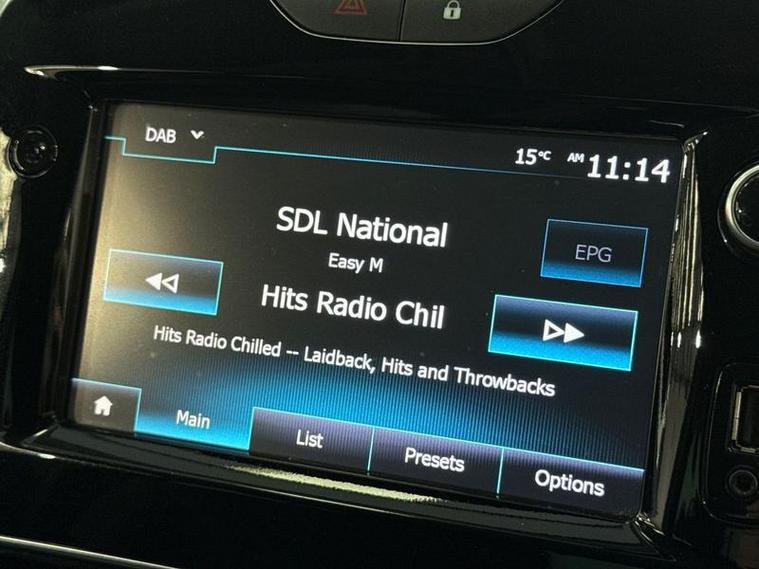 DAB
15°C AM 11:14
SDL National
EPG
Easy M
Hits Radio Chil
Hits Radio Chilled -- Laidback, Hits and Throwbacks
Main
List
Presets
Options